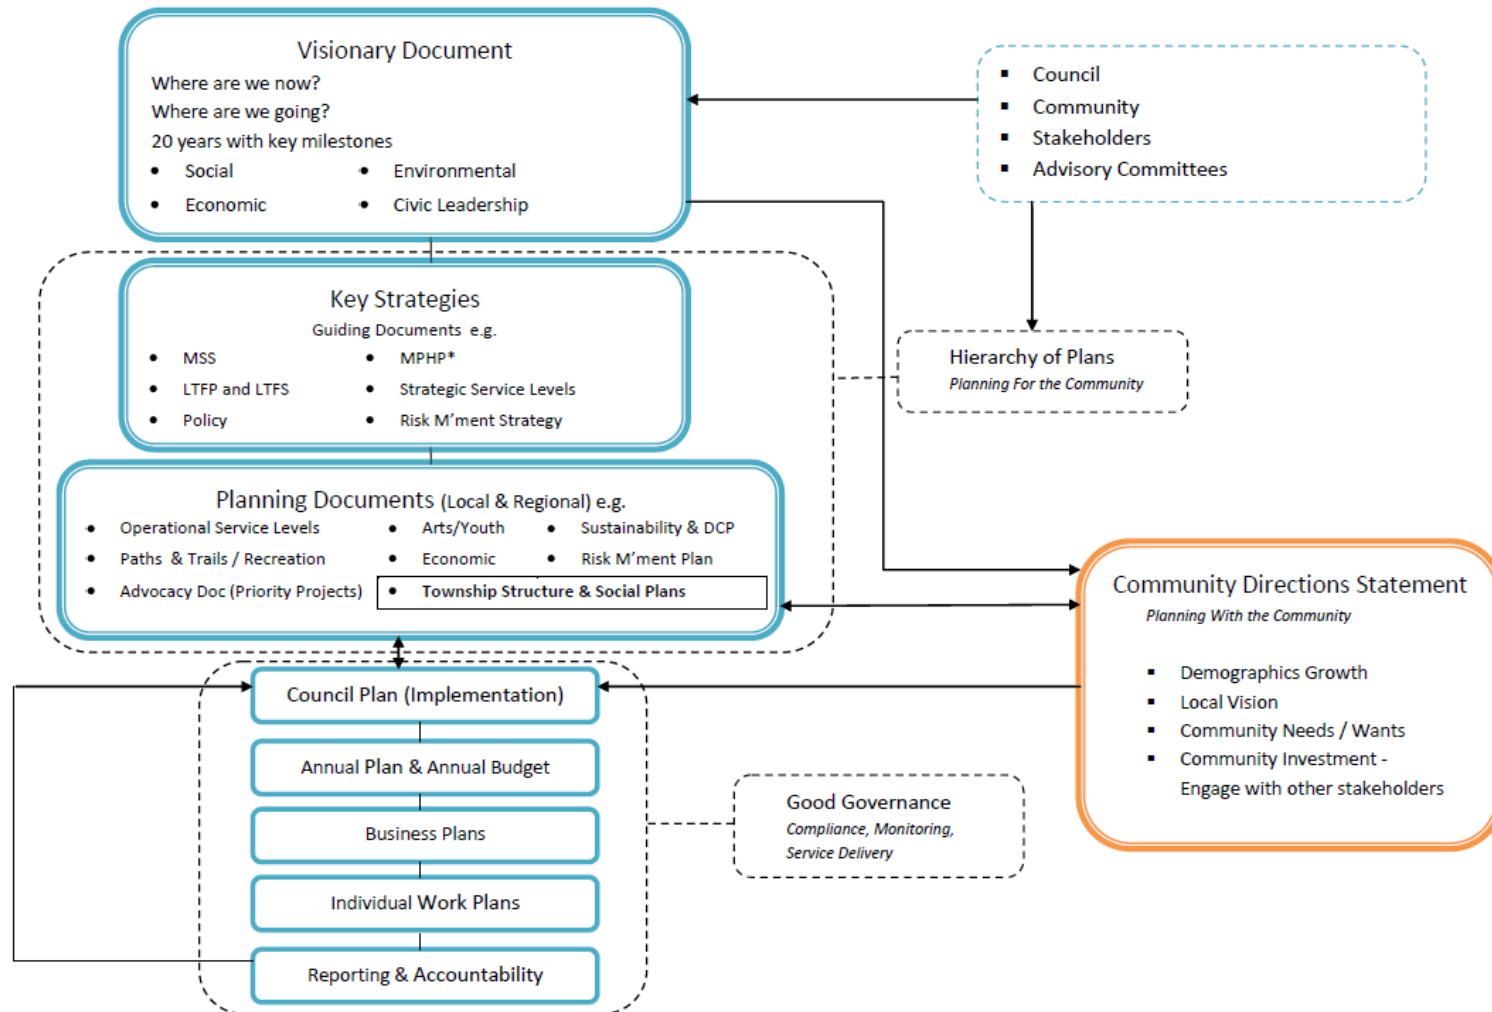 Visionary Document
Where are we now?
Where are we going?
20 years with key milestones
• Social • Environmental
• Economic • Civic Leadership
▪ Council
▪ Community
▪ Stakeholders
▪ Advisory Committees
Key Strategies
Guiding Documents e.g.
• MSS • MPHP*
• LTFP and LTFS • Strategic Service Levels
• Policy • Risk M’ment Strategy
Hierarchy of Plans
Planning For the Community
Planning Documents (Local & Regional) e.g.
• Operational Service Levels • Arts/Youth • Sustainability & DCP
• Paths & Trails / Recreation • Economic • Risk M’ment Plan
• Advocacy Doc (Priority Projects) • Township Structure & Social Plans
Community Directions Statement
Planning With the Community
▪ Demographics Growth
▪ Local Vision
▪ Community Needs / Wants
▪ Community Investment -
Engage with other stakeholders
Council Plan (Implementation)
Annual Plan & Annual Budget
Business Plans
Individual Work Plans
Reporting & Accountability
Good Governance
Compliance, Monitoring,
Service Delivery